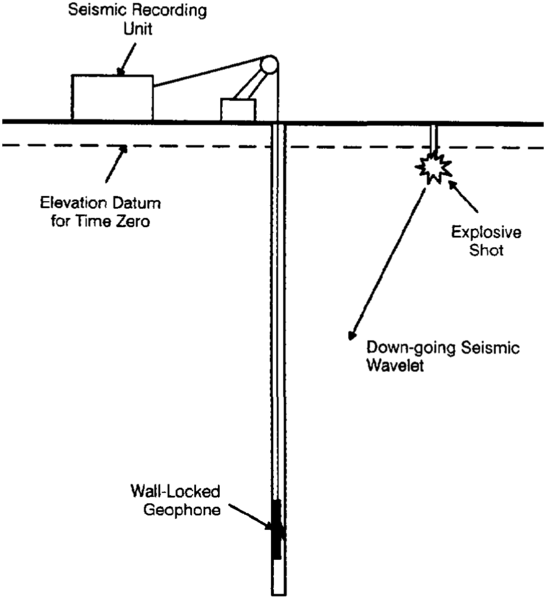 Seismic Recording
Unit
Elevation Datum
for Time Zero
Explosive
Shot
Down-going Seismic
Wavelet
Wall-Locked
Geophone